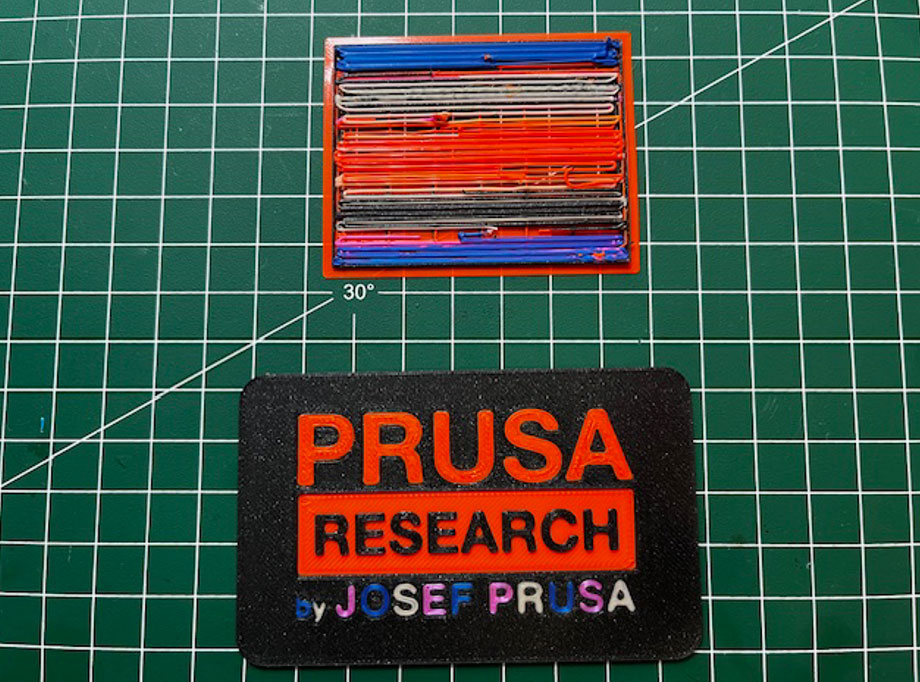 30°
PRUSA
RESEARCH
by JOSEF PRUSA